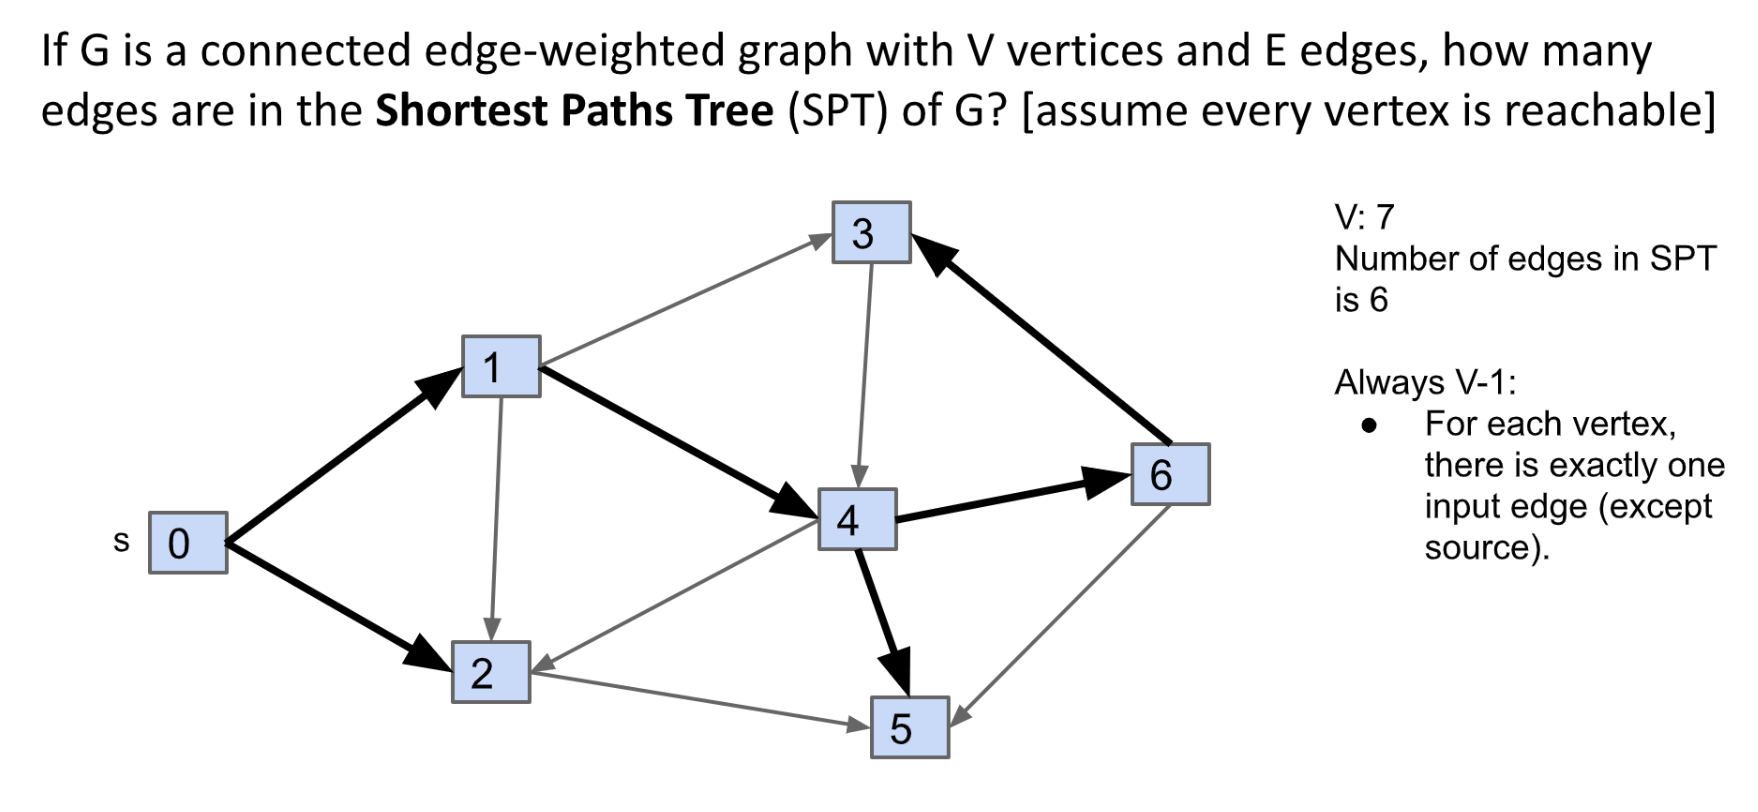 If G is a connected edge-weighted graph with V vertices and E edges, how many
edges are in the Shortest Paths Tree (SPT) of G? [assume every vertex is reachable]
V: 7
Number of edges in SPT
is 6
Always V-1:
● For each vertex,
there is exactly one
input edge (except
source).
3
1
6
4
s 0
2
5